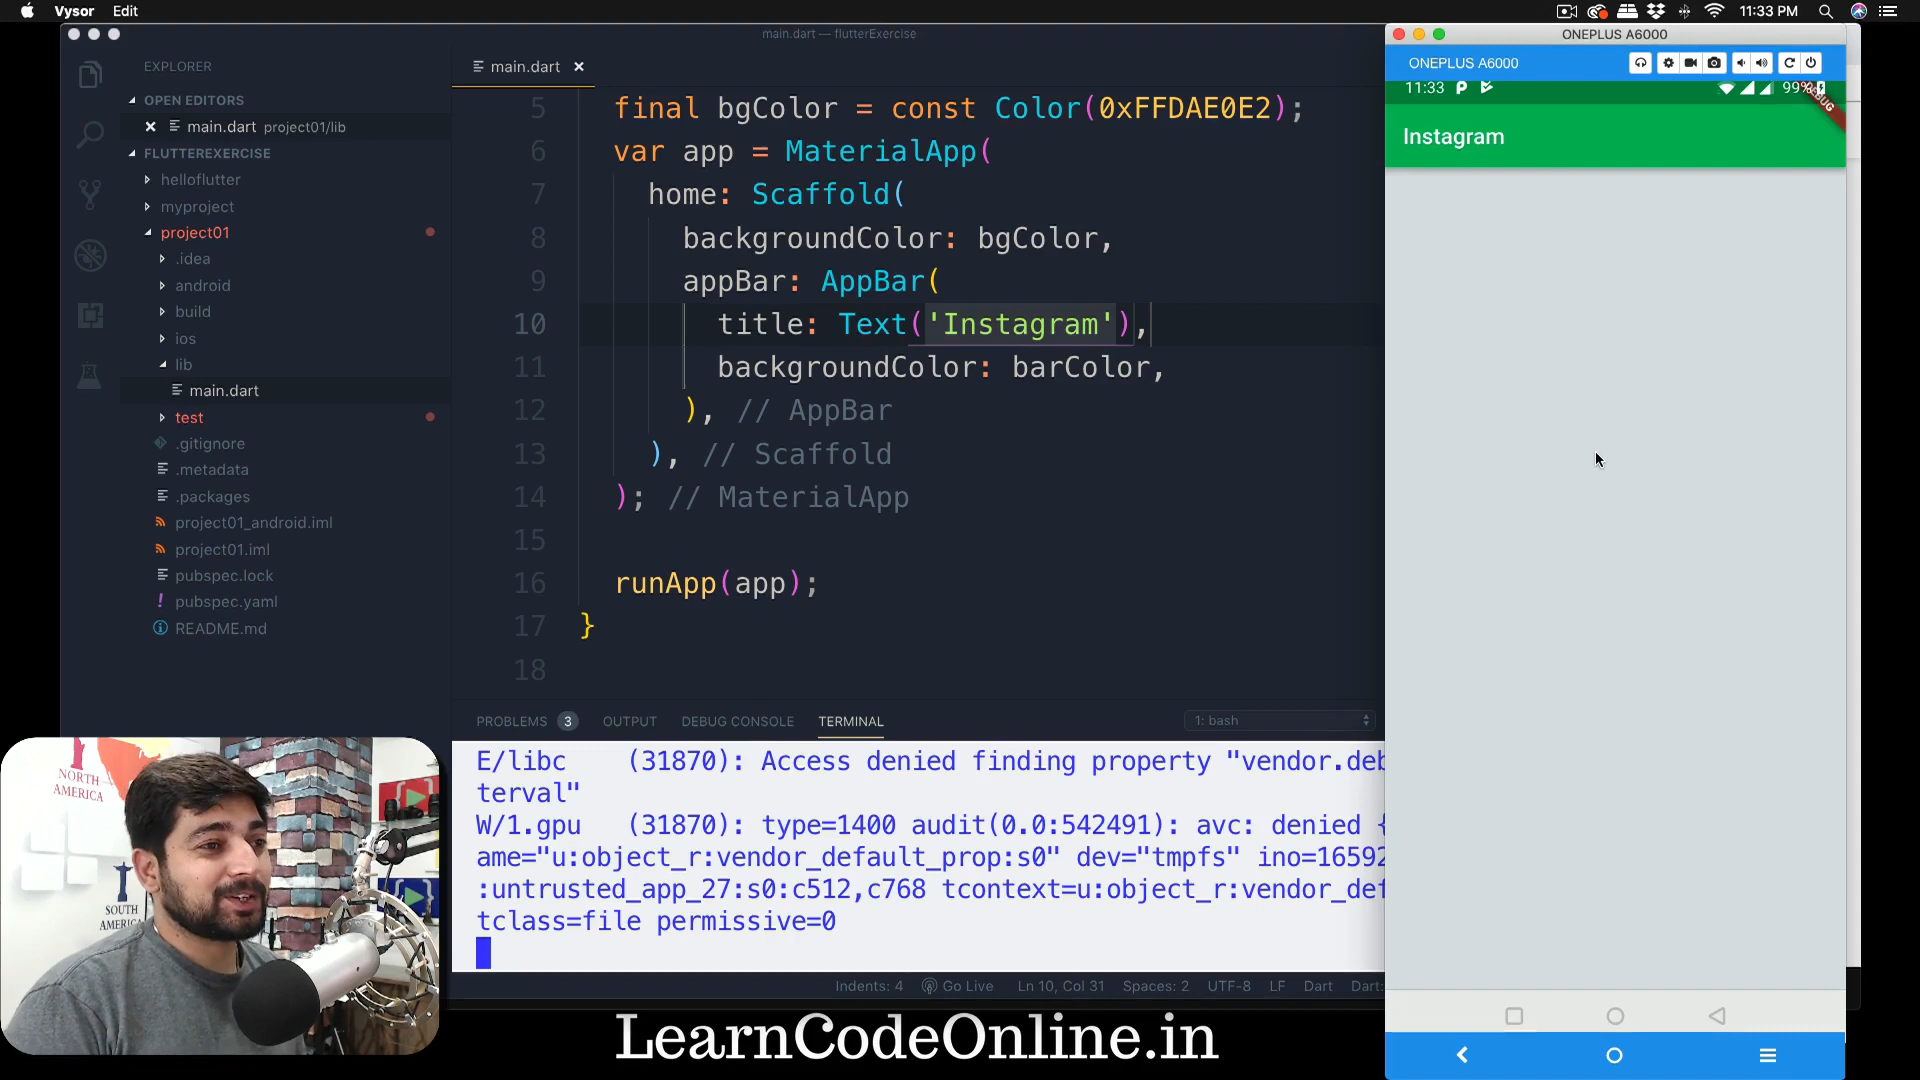 Vysor Edit
11:33 PM
main.dart — flutterExercise
EXPLORER
OPEN EDITORS
main.dart project01/lib
FLUTTEREXERCISE
helloflutter
myproject
project01
.idea
android
build
ios
lib
main.dart
test
.gitignore
.metadata
.packages
project01_android.iml
project01.iml
pubspec.lock
pubspec.yaml
README.md
main.dart
5 final bgColor = const Color(0xFFDAE0E2);
6 var app = MaterialApp(
7 home: Scaffold(
8 backgroundColor: bgColor,
9 appBar: AppBar(
10 title: Text('Instagram'),
11 backgroundColor: barColor,
12 ), // AppBar
13 ), // Scaffold
14 ); // MaterialApp
15
16 runApp(app);
17 }
18
PROBLEMS 3 OUTPUT DEBUG CONSOLE TERMINAL 1: bash
E/libc (31870): Access denied finding property "vendor.deb
terval"
W/1.gpu (31870): type=1400 audit(0.0:542491): avc: denied {
ame="u:object_r:vendor_default_prop:s0" dev="tmpfs" ino=16592
:untrusted_app_27:s0:c512,c768 tcontext=u:object_r:vendor_def
tclass=file permissive=0
Indents: 4 Go Live Ln 10, Col 31 Spaces: 2 UTF-8 LF Dart Dart:
ONEPLUS A6000
ONEPLUS A6000
11:33 99%
DEBUG
Instagram
NORTH
AMERICA
SOUTH
AMERICA
LearnCodeOnline.in